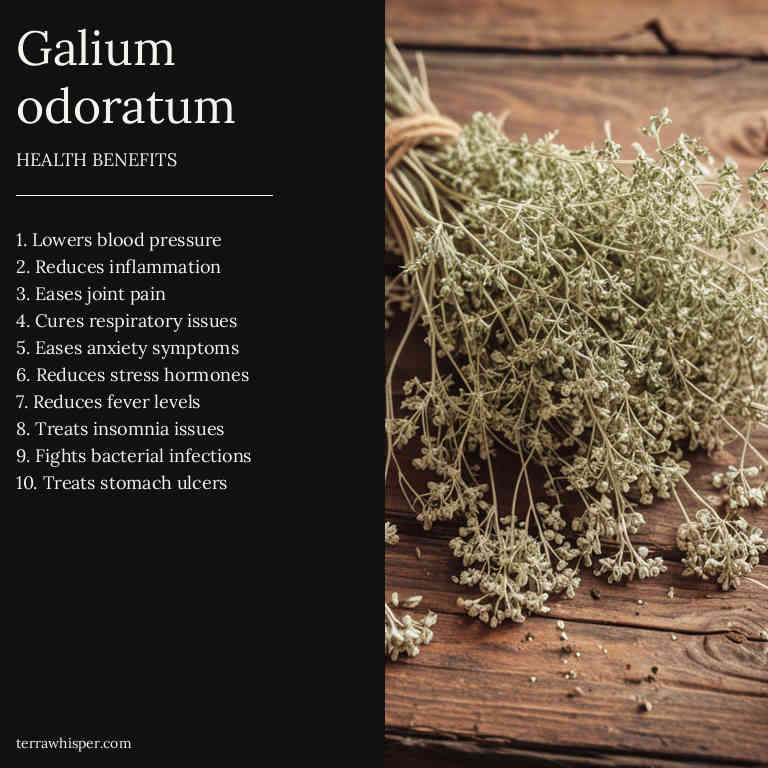 Galium
odoratum
HEALTH BENEFITS
1. Lowers blood pressure
2. Reduces inflammation
3. Eases joint pain
4. Cures respiratory issues
5. Eases anxiety symptoms
6. Reduces stress hormones
7. Reduces fever levels
8. Treats insomnia issues
9. Fights bacterial infections
10. Treats stomach ulcers
terrawhisper.com